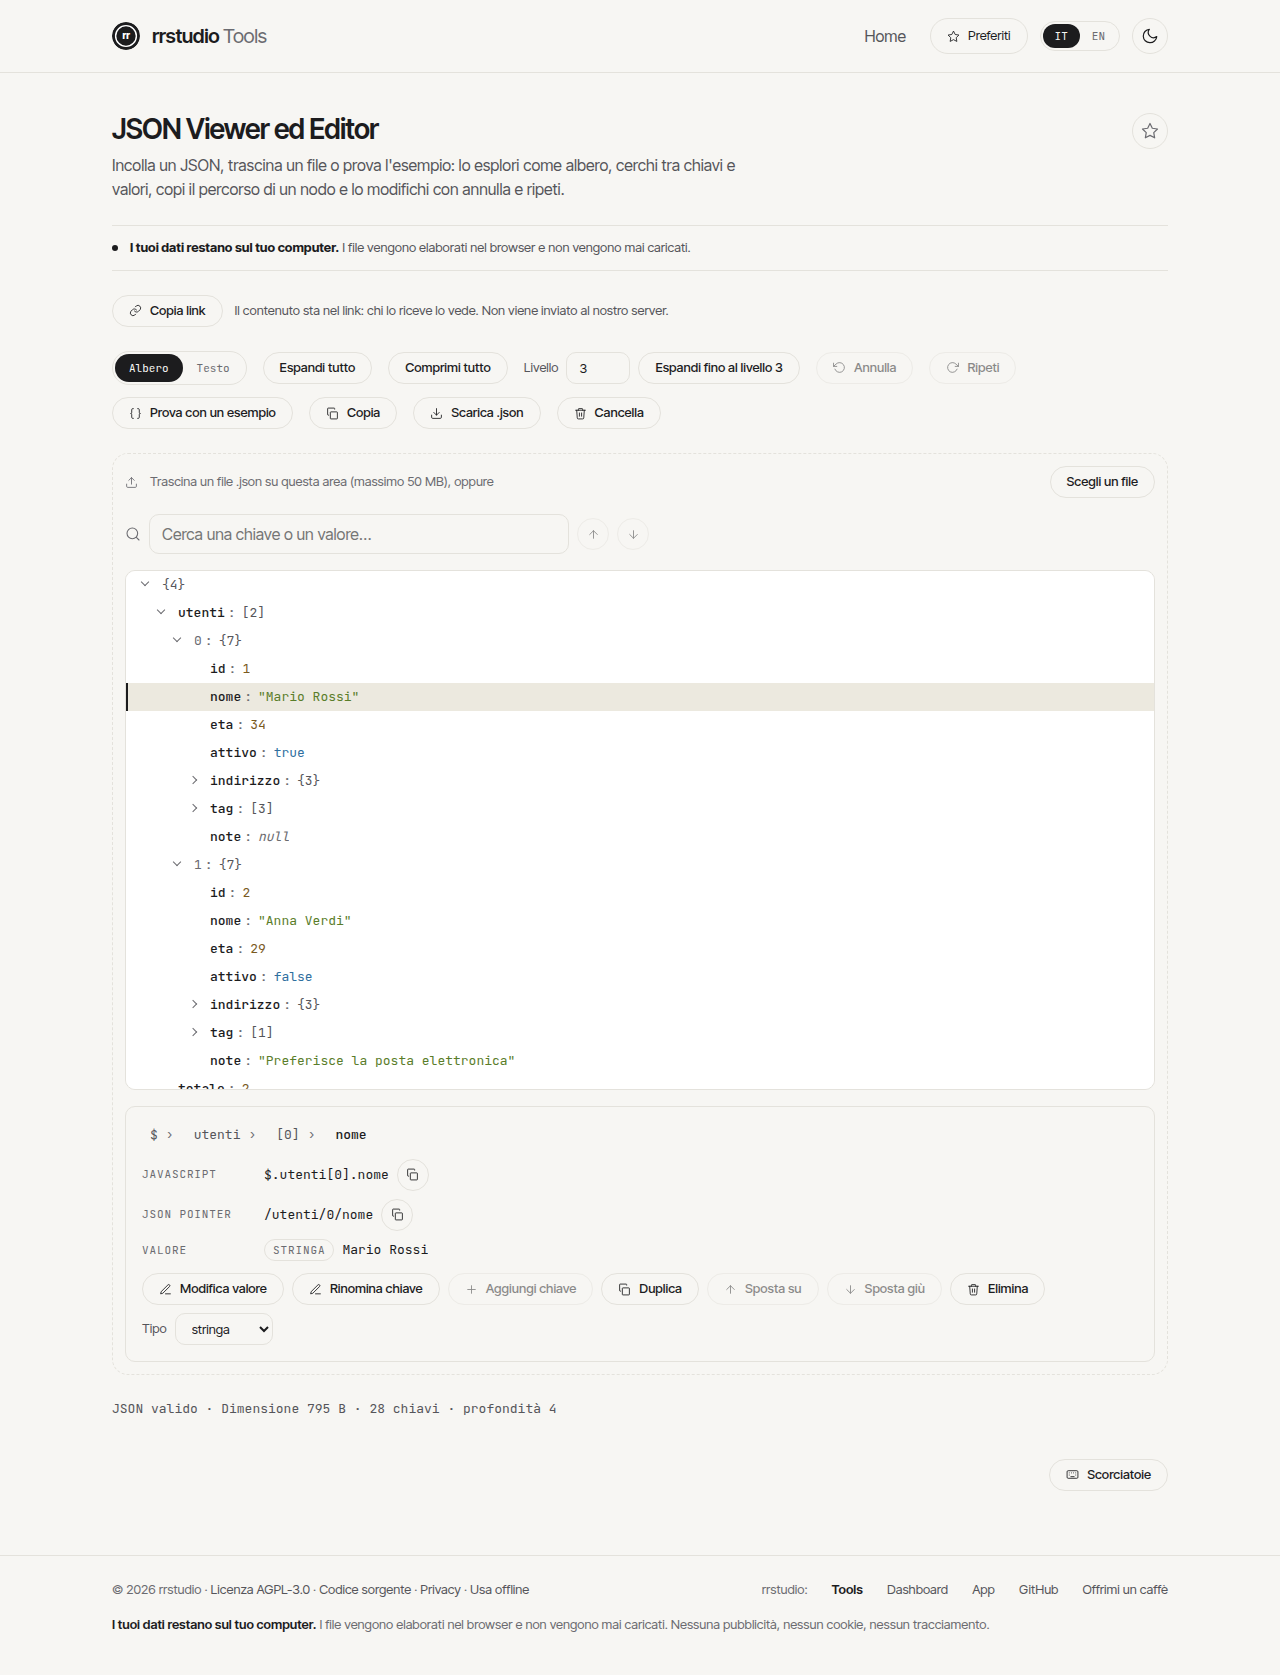 rr rrstudio Tools
Home
Preferiti
IT EN
JSON Viewer ed Editor
Incolla un JSON, trascina un file o prova l'esempio: lo esplori come albero, cerchi tra chiavi e
valori, copi il percorso di un nodo e lo modifichi con annulla e ripeti.
I tuoi dati restano sul tuo computer. I file vengono elaborati nel browser e non vengono mai caricati.
Copia link Il contenuto sta nel link: chi lo riceve lo vede. Non viene inviato al nostro server.
Albero Testo Espandi tutto Comprimi tutto Livello 3 Espandi fino al livello 3 Annulla Ripeti
Prova con un esempio Copia Scarica .json Cancella
Trascina un file .json su questa area (massimo 50 MB), oppure Scegli un file
Cerca una chiave o un valore...
{4}
utenti: [2]
0: {7}
id: 1
nome: "Mario Rossi"
eta: 34
attivo: true
indirizzo: {3}
tag: [3]
note: null
1: {7}
id: 2
nome: "Anna Verdi"
eta: 29
attivo: false
indirizzo: {3}
tag: [1]
note: "Preferisce la posta elettronica"
totale: 2
$ › utenti › [0] › nome
JAVASCRIPT $.utenti[0].nome
JSON POINTER /utenti/0/nome
VALORE STRINGA Mario Rossi
Modifica valore Rinomina chiave Aggiungi chiave Duplica Sposta su Sposta giù Elimina
Tipo stringa
JSON valido · Dimensione 795 B · 28 chiavi · profondità 4
Scorciatoie
© 2026 rrstudio · Licenza AGPL-3.0 · Codice sorgente · Privacy · Usa offline
rrstudio: Tools Dashboard App GitHub Offrimi un caffè
I tuoi dati restano sul tuo computer. I file vengono elaborati nel browser e non vengono mai caricati. Nessuna pubblicità, nessun cookie, nessun tracciamento.